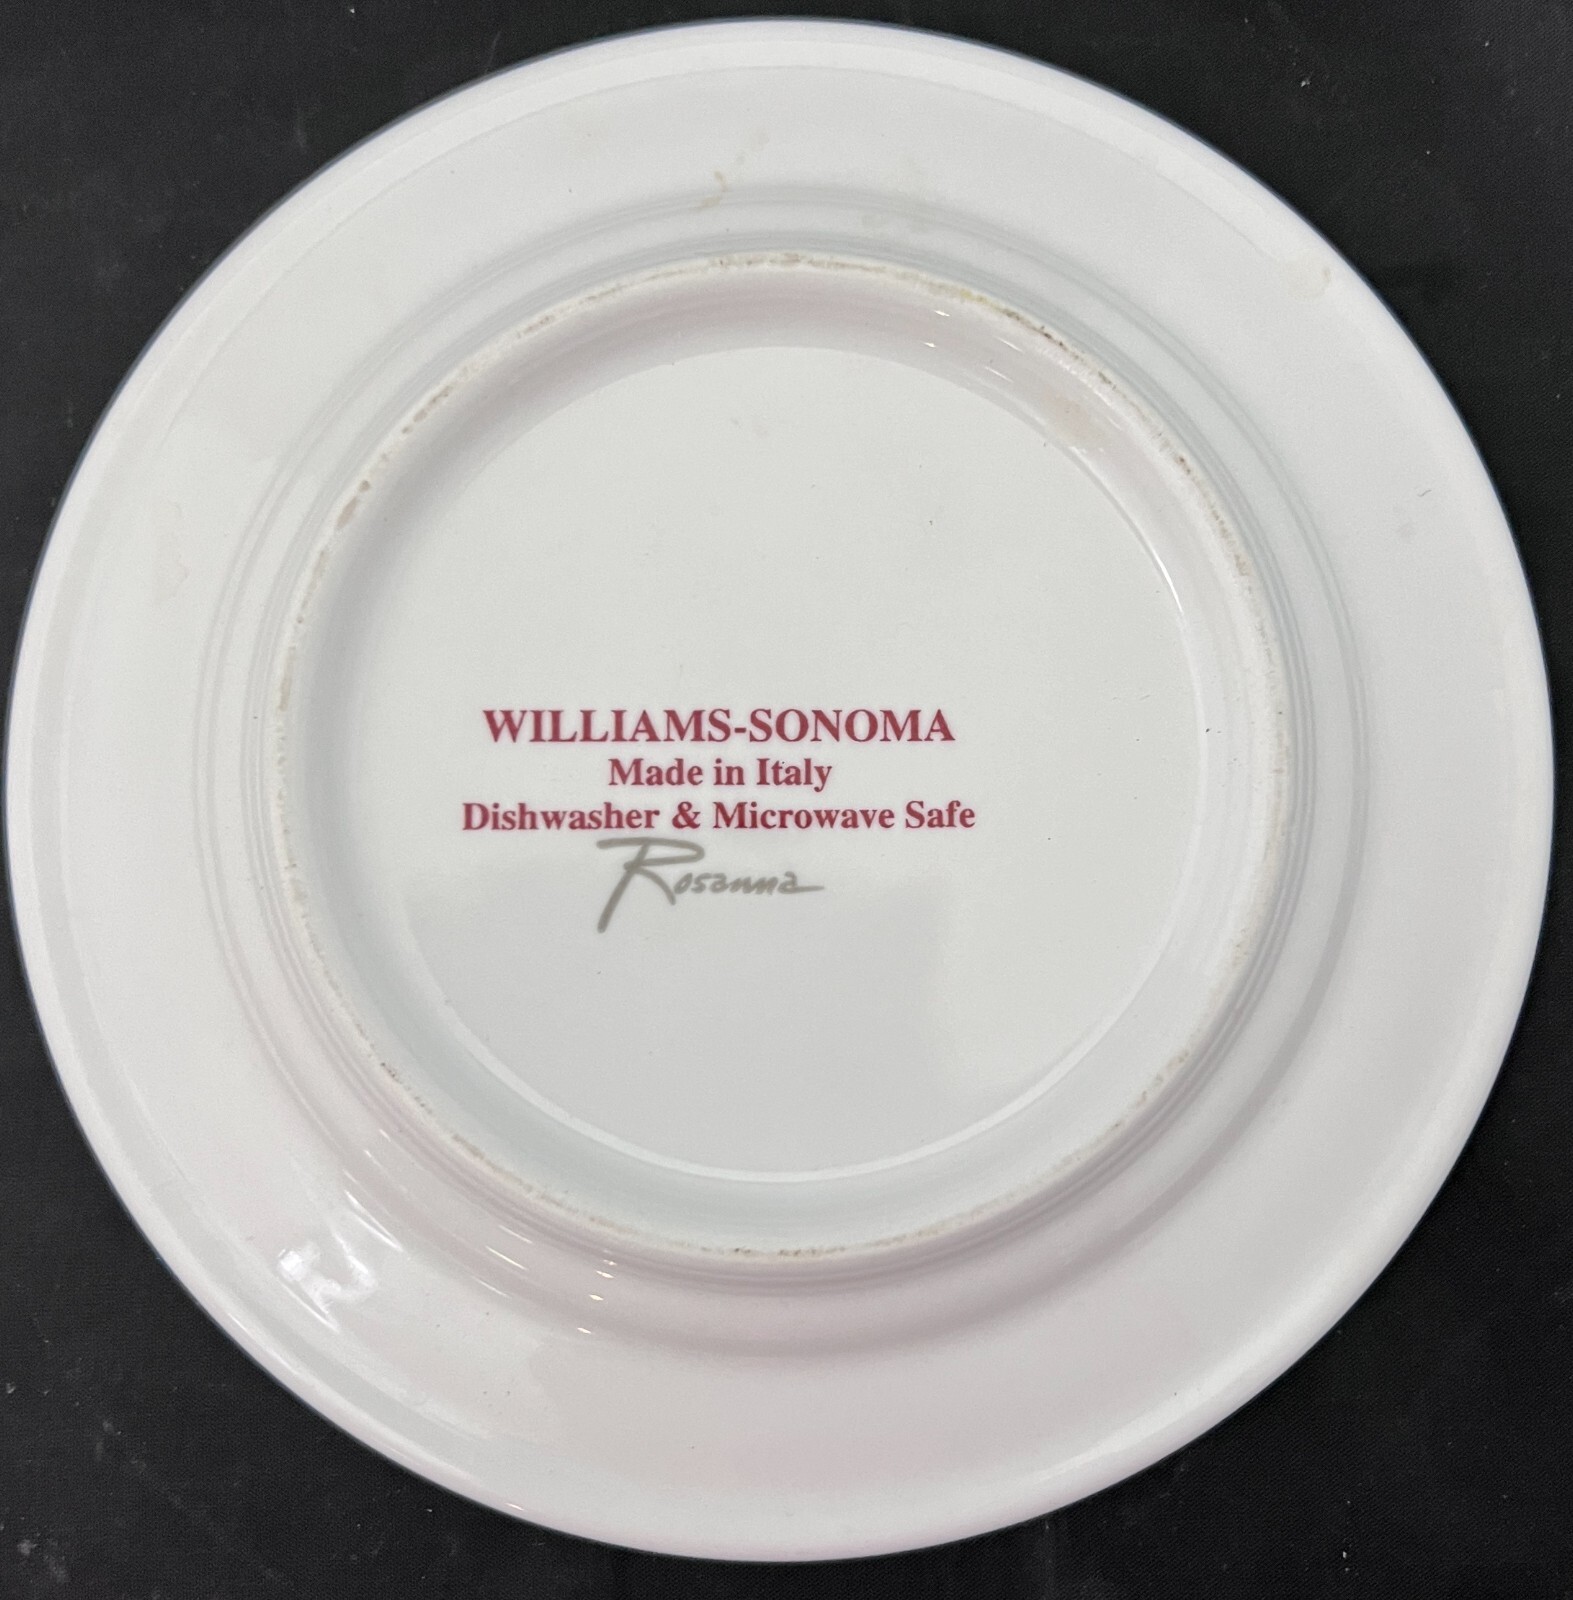 WILLIAMS-SONOMA
Made in Italy
Dishwasher & Microwave Safe
Rosanna